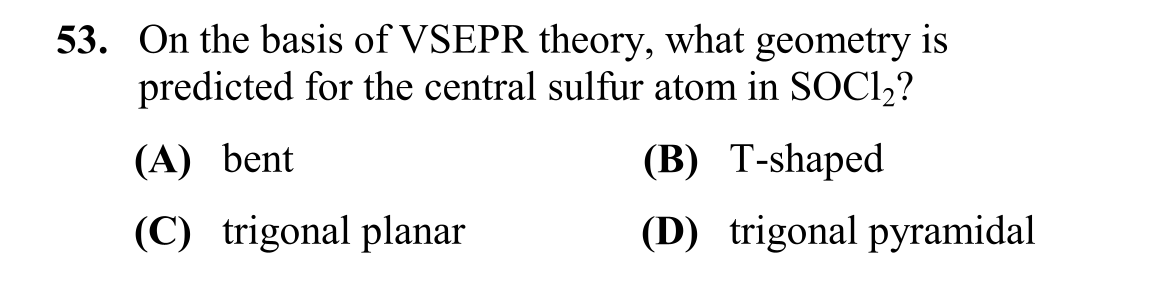 53. On the basis of VSEPR theory, what geometry is
predicted for the central sulfur atom in SOCl₂?
(A) bent (B) T-shaped
(C) trigonal planar (D) trigonal pyramidal